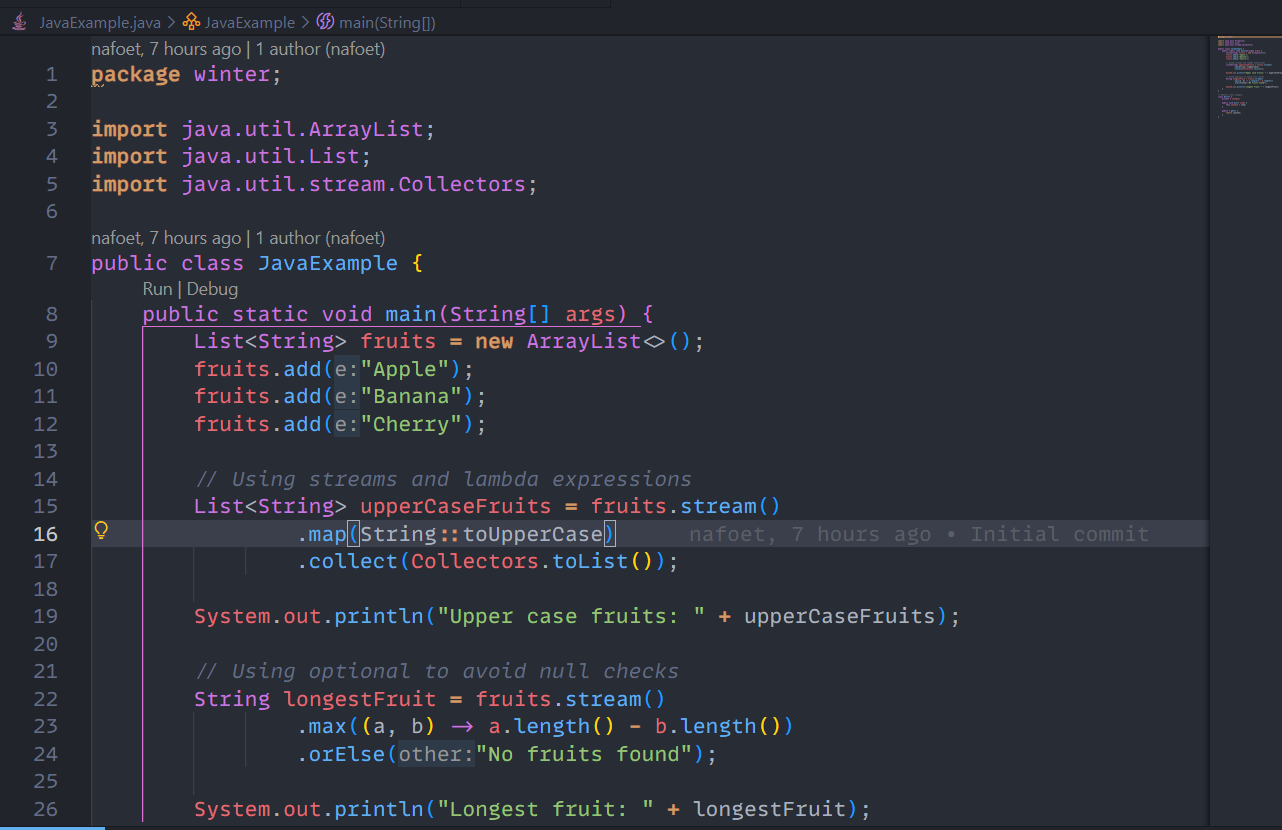 JavaExample.java > JavaExample > main(String[])
nafoet, 7 hours ago | 1 author (nafoet)
1 package winter;
2
3 import java.util.ArrayList;
4 import java.util.List;
5 import java.util.stream.Collectors;
6
nafoet, 7 hours ago | 1 author (nafoet)
7 public class JavaExample {
Run | Debug
8 public static void main(String[] args) {
9 List<String> fruits = new ArrayList<>();
10 fruits.add(e:"Apple");
11 fruits.add(e:"Banana");
12 fruits.add(e:"Cherry");
13
14 // Using streams and lambda expressions
15 List<String> upperCaseFruits = fruits.stream()
16 .map(String::toUpperCase) nafoet, 7 hours ago • Initial commit
17 .collect(Collectors.toList());
18
19 System.out.println("Upper case fruits: " + upperCaseFruits);
20
21 // Using optional to avoid null checks
22 String longestFruit = fruits.stream()
23 .max((a, b) -> a.length() - b.length())
24 .orElse(other:"No fruits found");
25
26 System.out.println("Longest fruit: " + longestFruit);